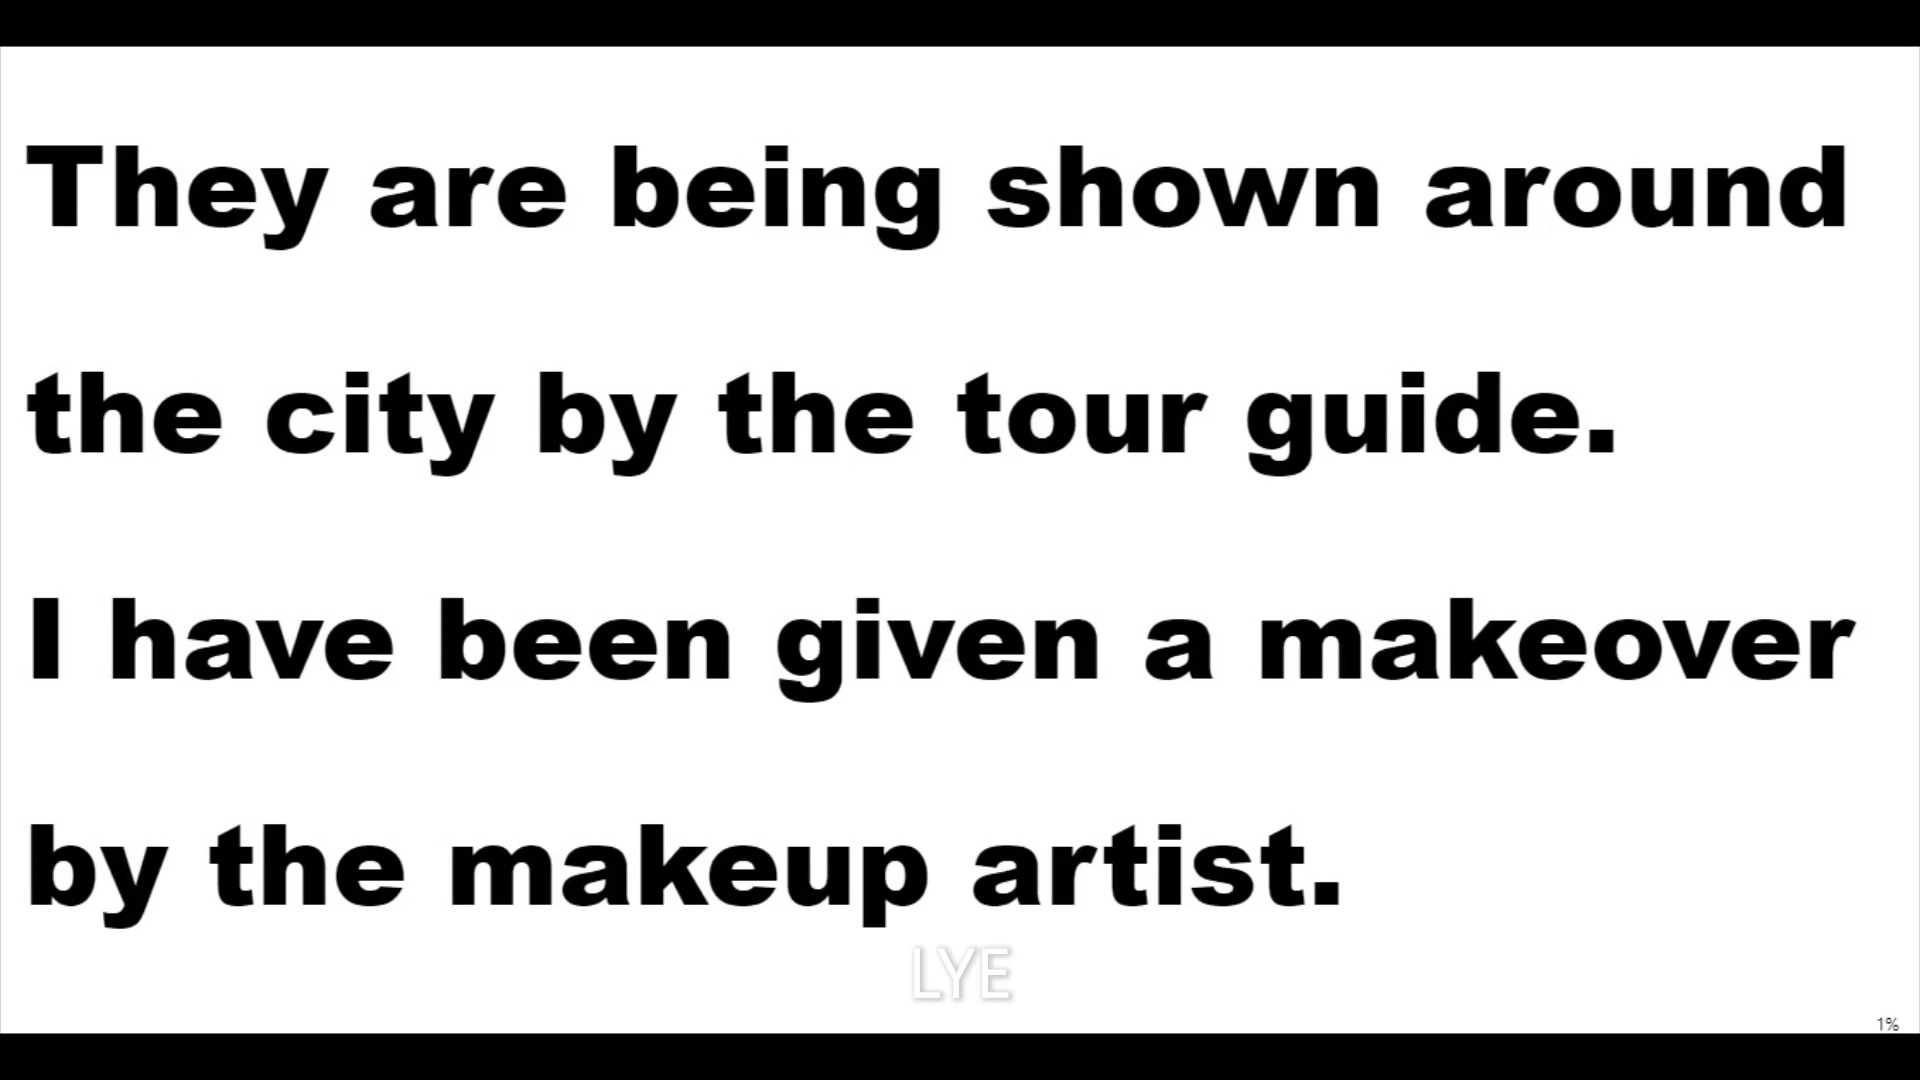 They are being shown around
the city by the tour guide.
I have been given a makeover
by the makeup artist.
LYE
1%